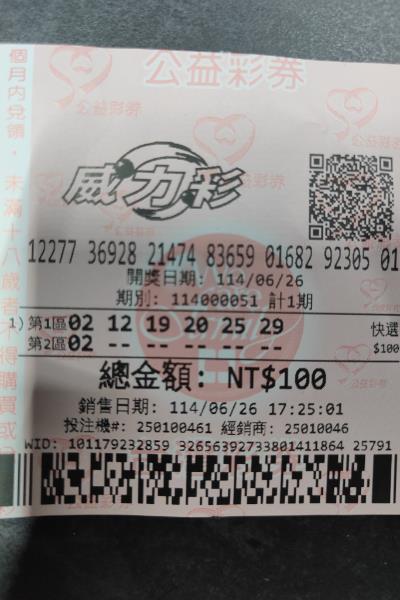 公益彩券
威力彩
12277 36928 21474 83659 01682 92305 01
開獎日期: 114/06/26
期別: 114000051 計1期
1) 第1區 02 12 19 20 25 29 快選
第2區 02 -- -- -- -- -- $100
總金額: NT$100
銷售日期: 114/06/26 17:25:01
投注機#: 250100461 經銷商: 25010046
WID: 101179232859 32656392733801411864 25791
個月內兌領，未滿十八歲者不得購買或